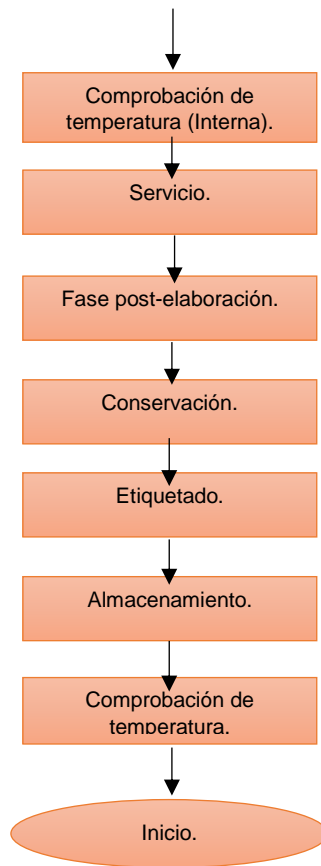 Comprobación de
temperatura (Interna).
Servicio.
Fase post-elaboración.
Conservación.
Etiquetado.
Almacenamiento.
Comprobación de
temperatura.
Inicio.